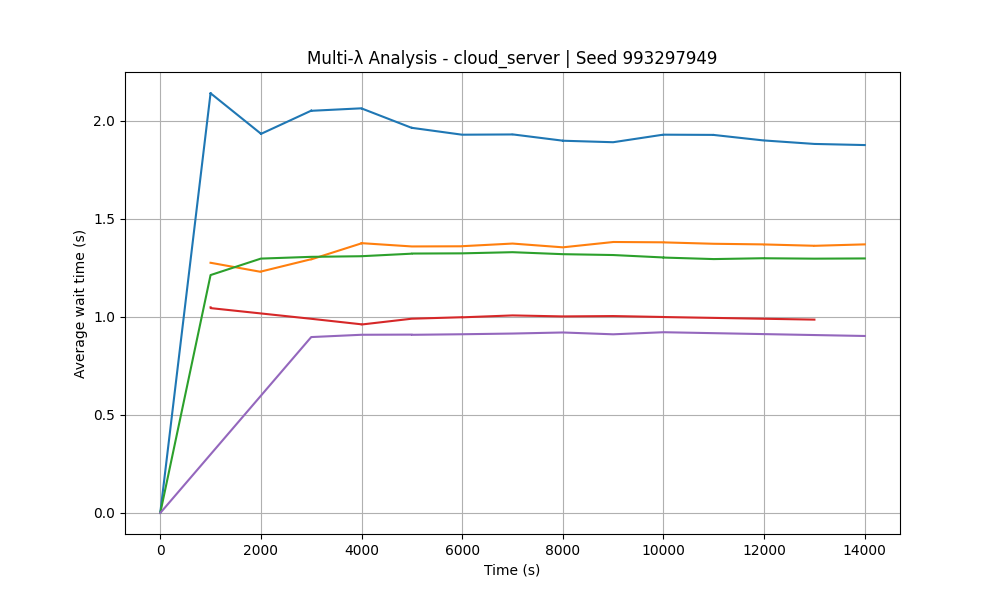 Multi-λ Analysis - cloud_server | Seed 993297949
Average wait time (s)
2.0
1.5
1.0
0.5
0.0
0 2000 4000 6000 8000 10000 12000 14000
Time (s)